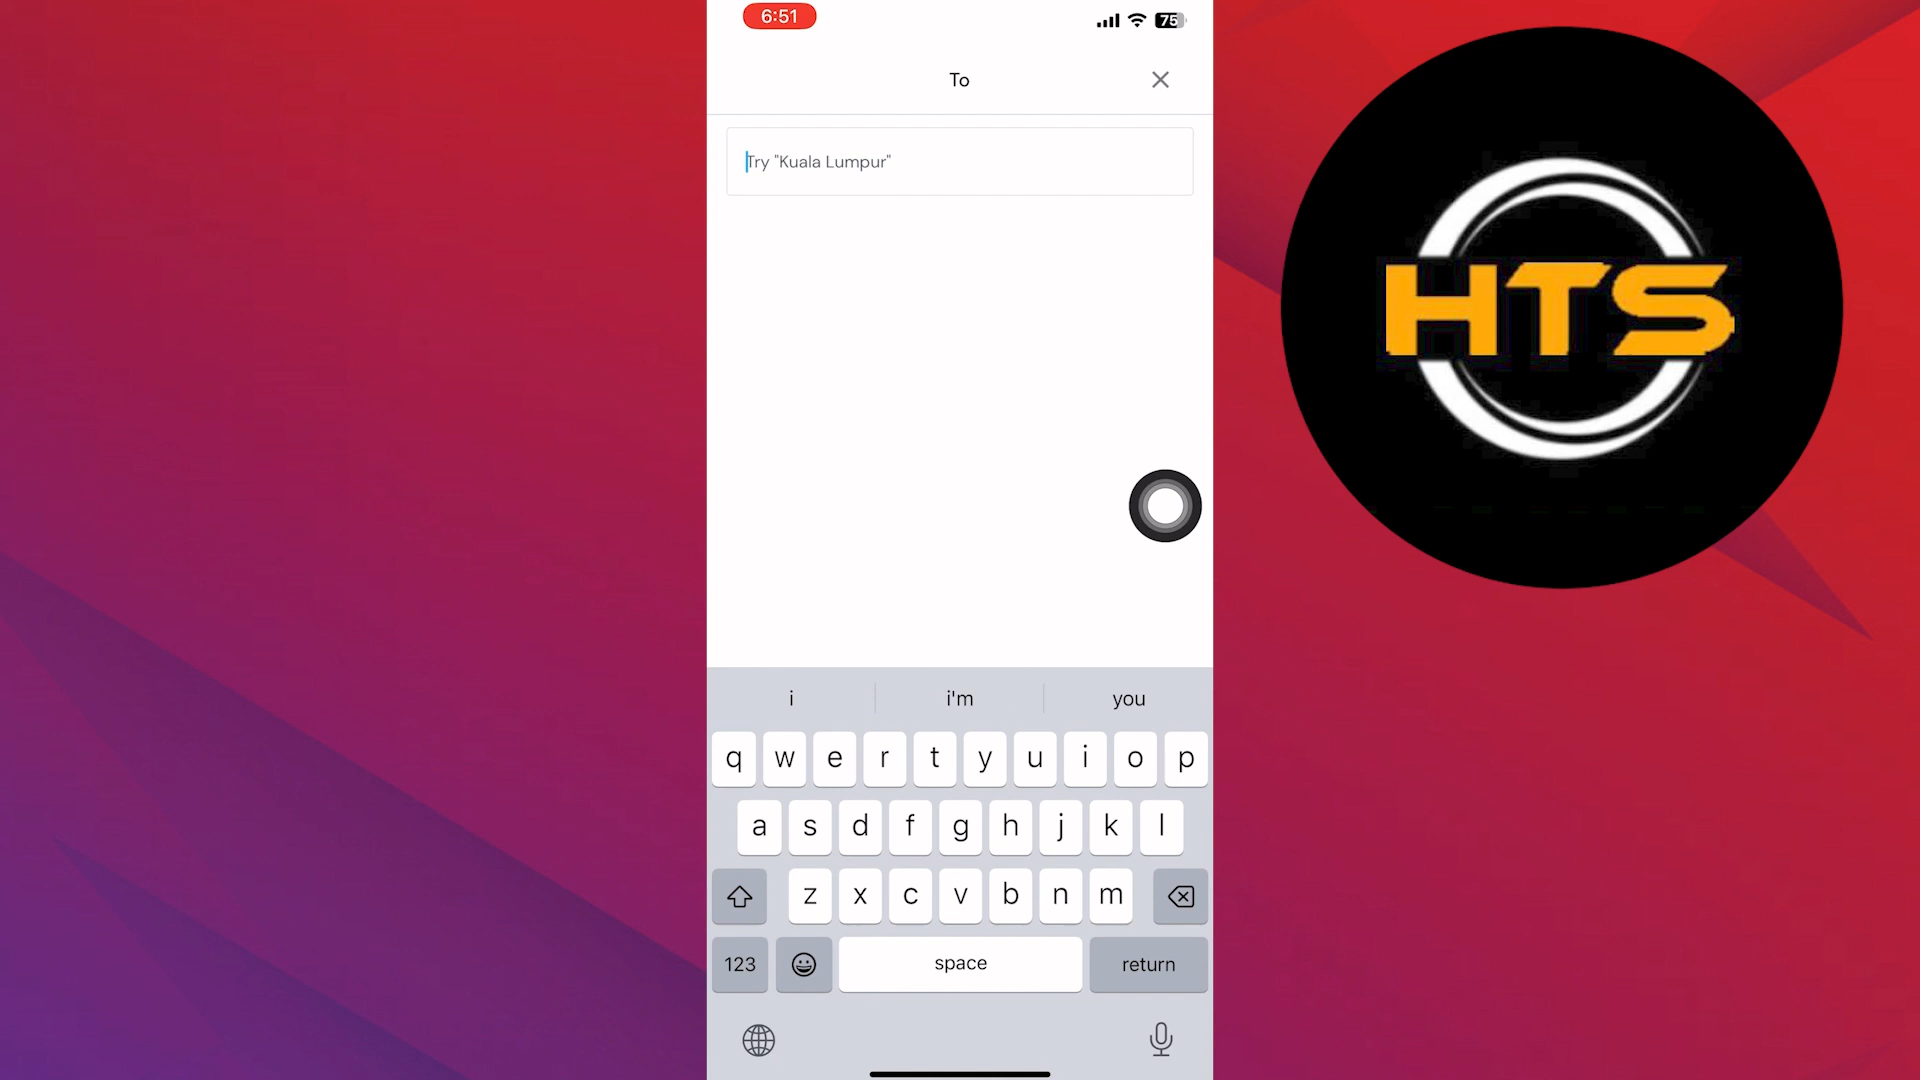 6:51
75
To
Try "Kuala Lumpur"
HTS
i i'm you
q w e r t y u i o p
a s d f g h j k l
z x c v b n m
123 space return